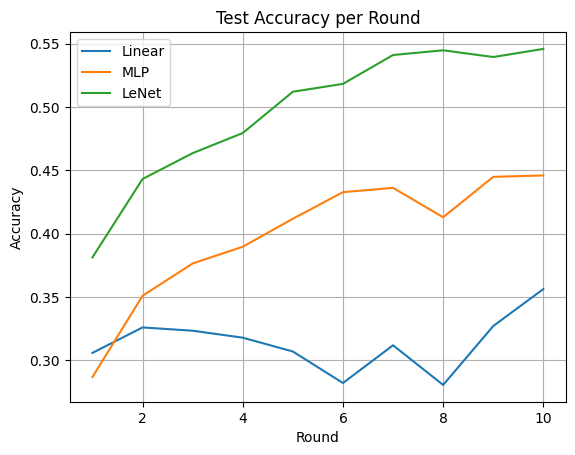 Test Accuracy per Round
Linear
MLP
LeNet
Accuracy
0.55
0.50
0.45
0.40
0.35
0.30
2 4 6 8 10
Round